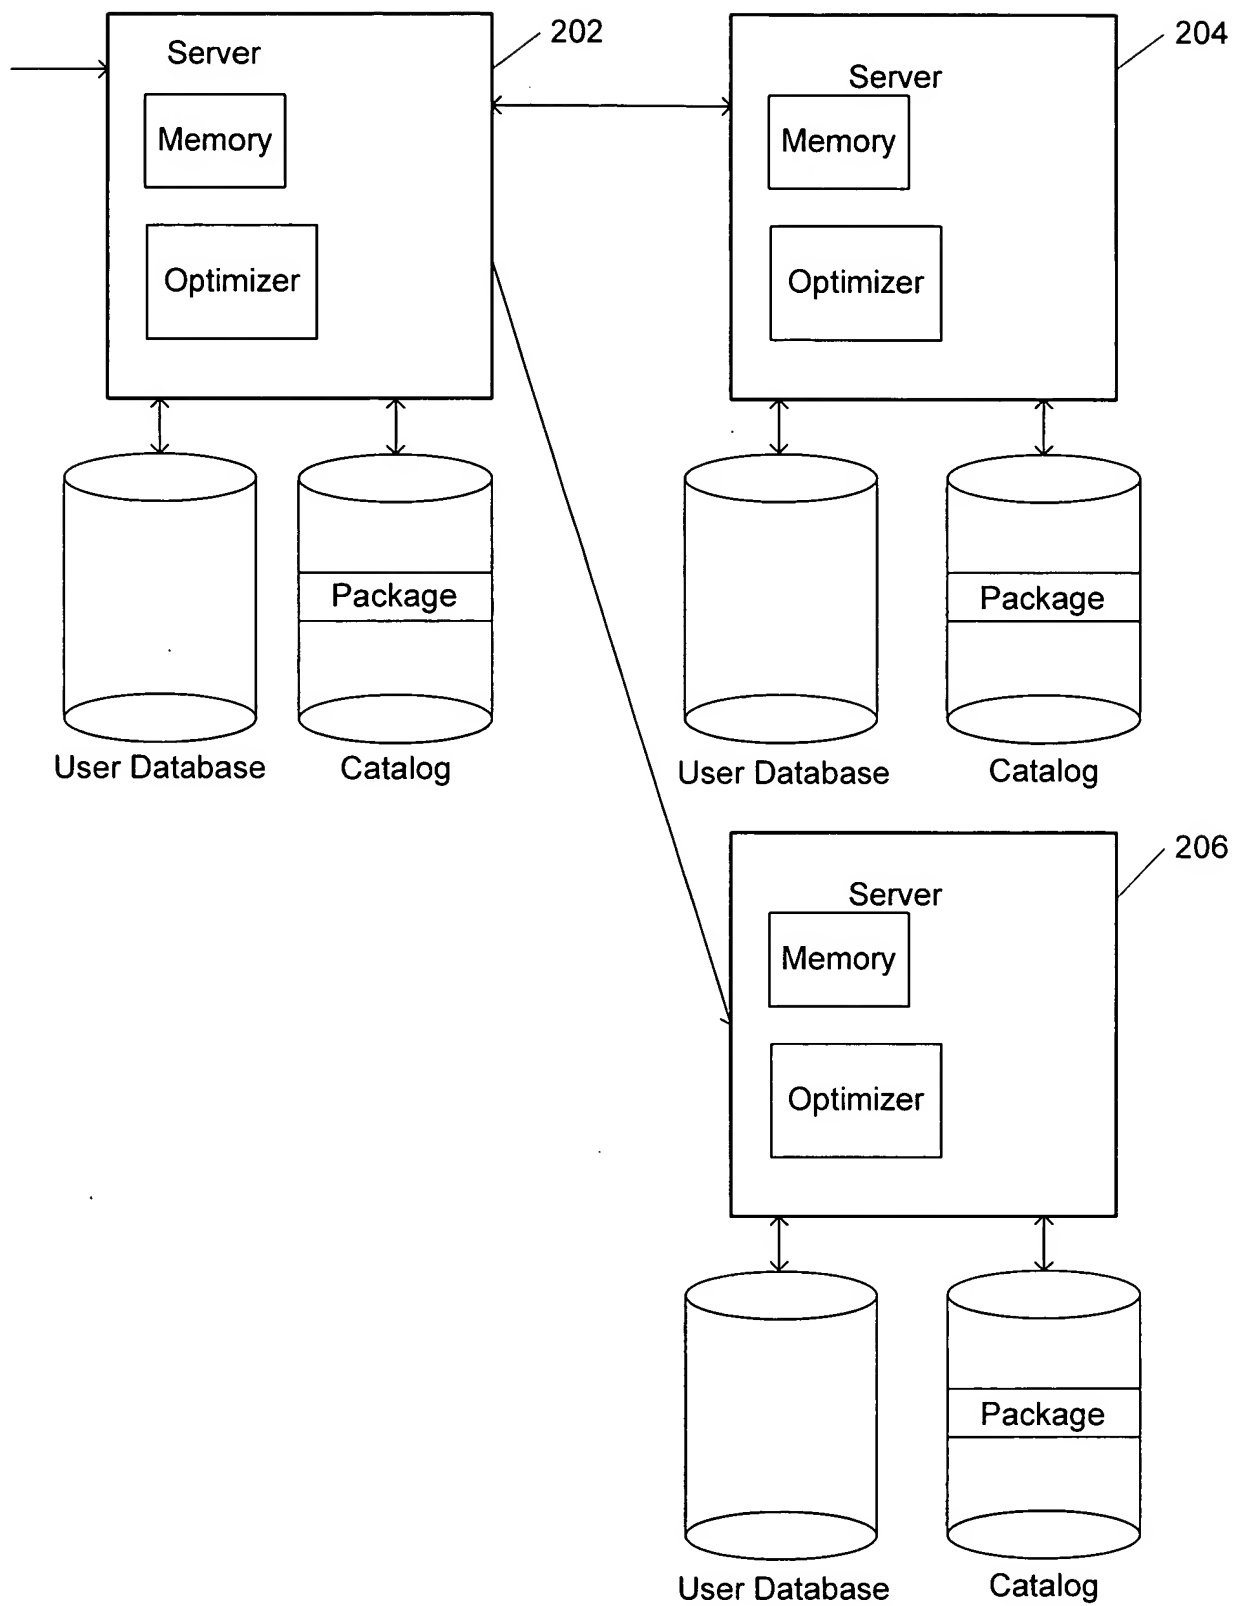 202
Server
Memory
Optimizer
User Database
Package
Catalog
204
Server
Memory
Optimizer
User Database
Package
Catalog
206
Server
Memory
Optimizer
User Database
Package
Catalog